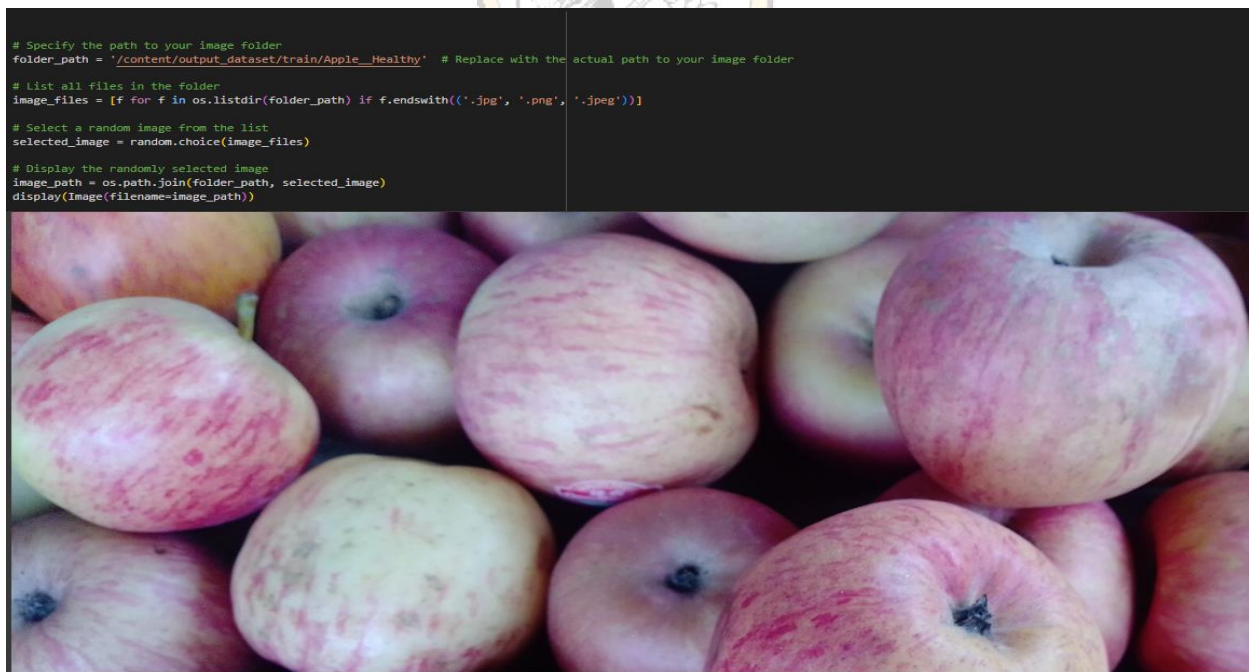 # Specify the path to your image folder
folder_path = '/content/output_dataset/train/Apple__Healthy'  # Replace with the actual path to your image folder
# List all files in the folder
image_files = [f for f in os.listdir(folder_path) if f.endswith(('.jpg', '.png', '.jpeg'))]
# Select a random image from the list
selected_image = random.choice(image_files)
# Display the randomly selected image
image_path = os.path.join(folder_path, selected_image)
display(Image(filename=image_path))